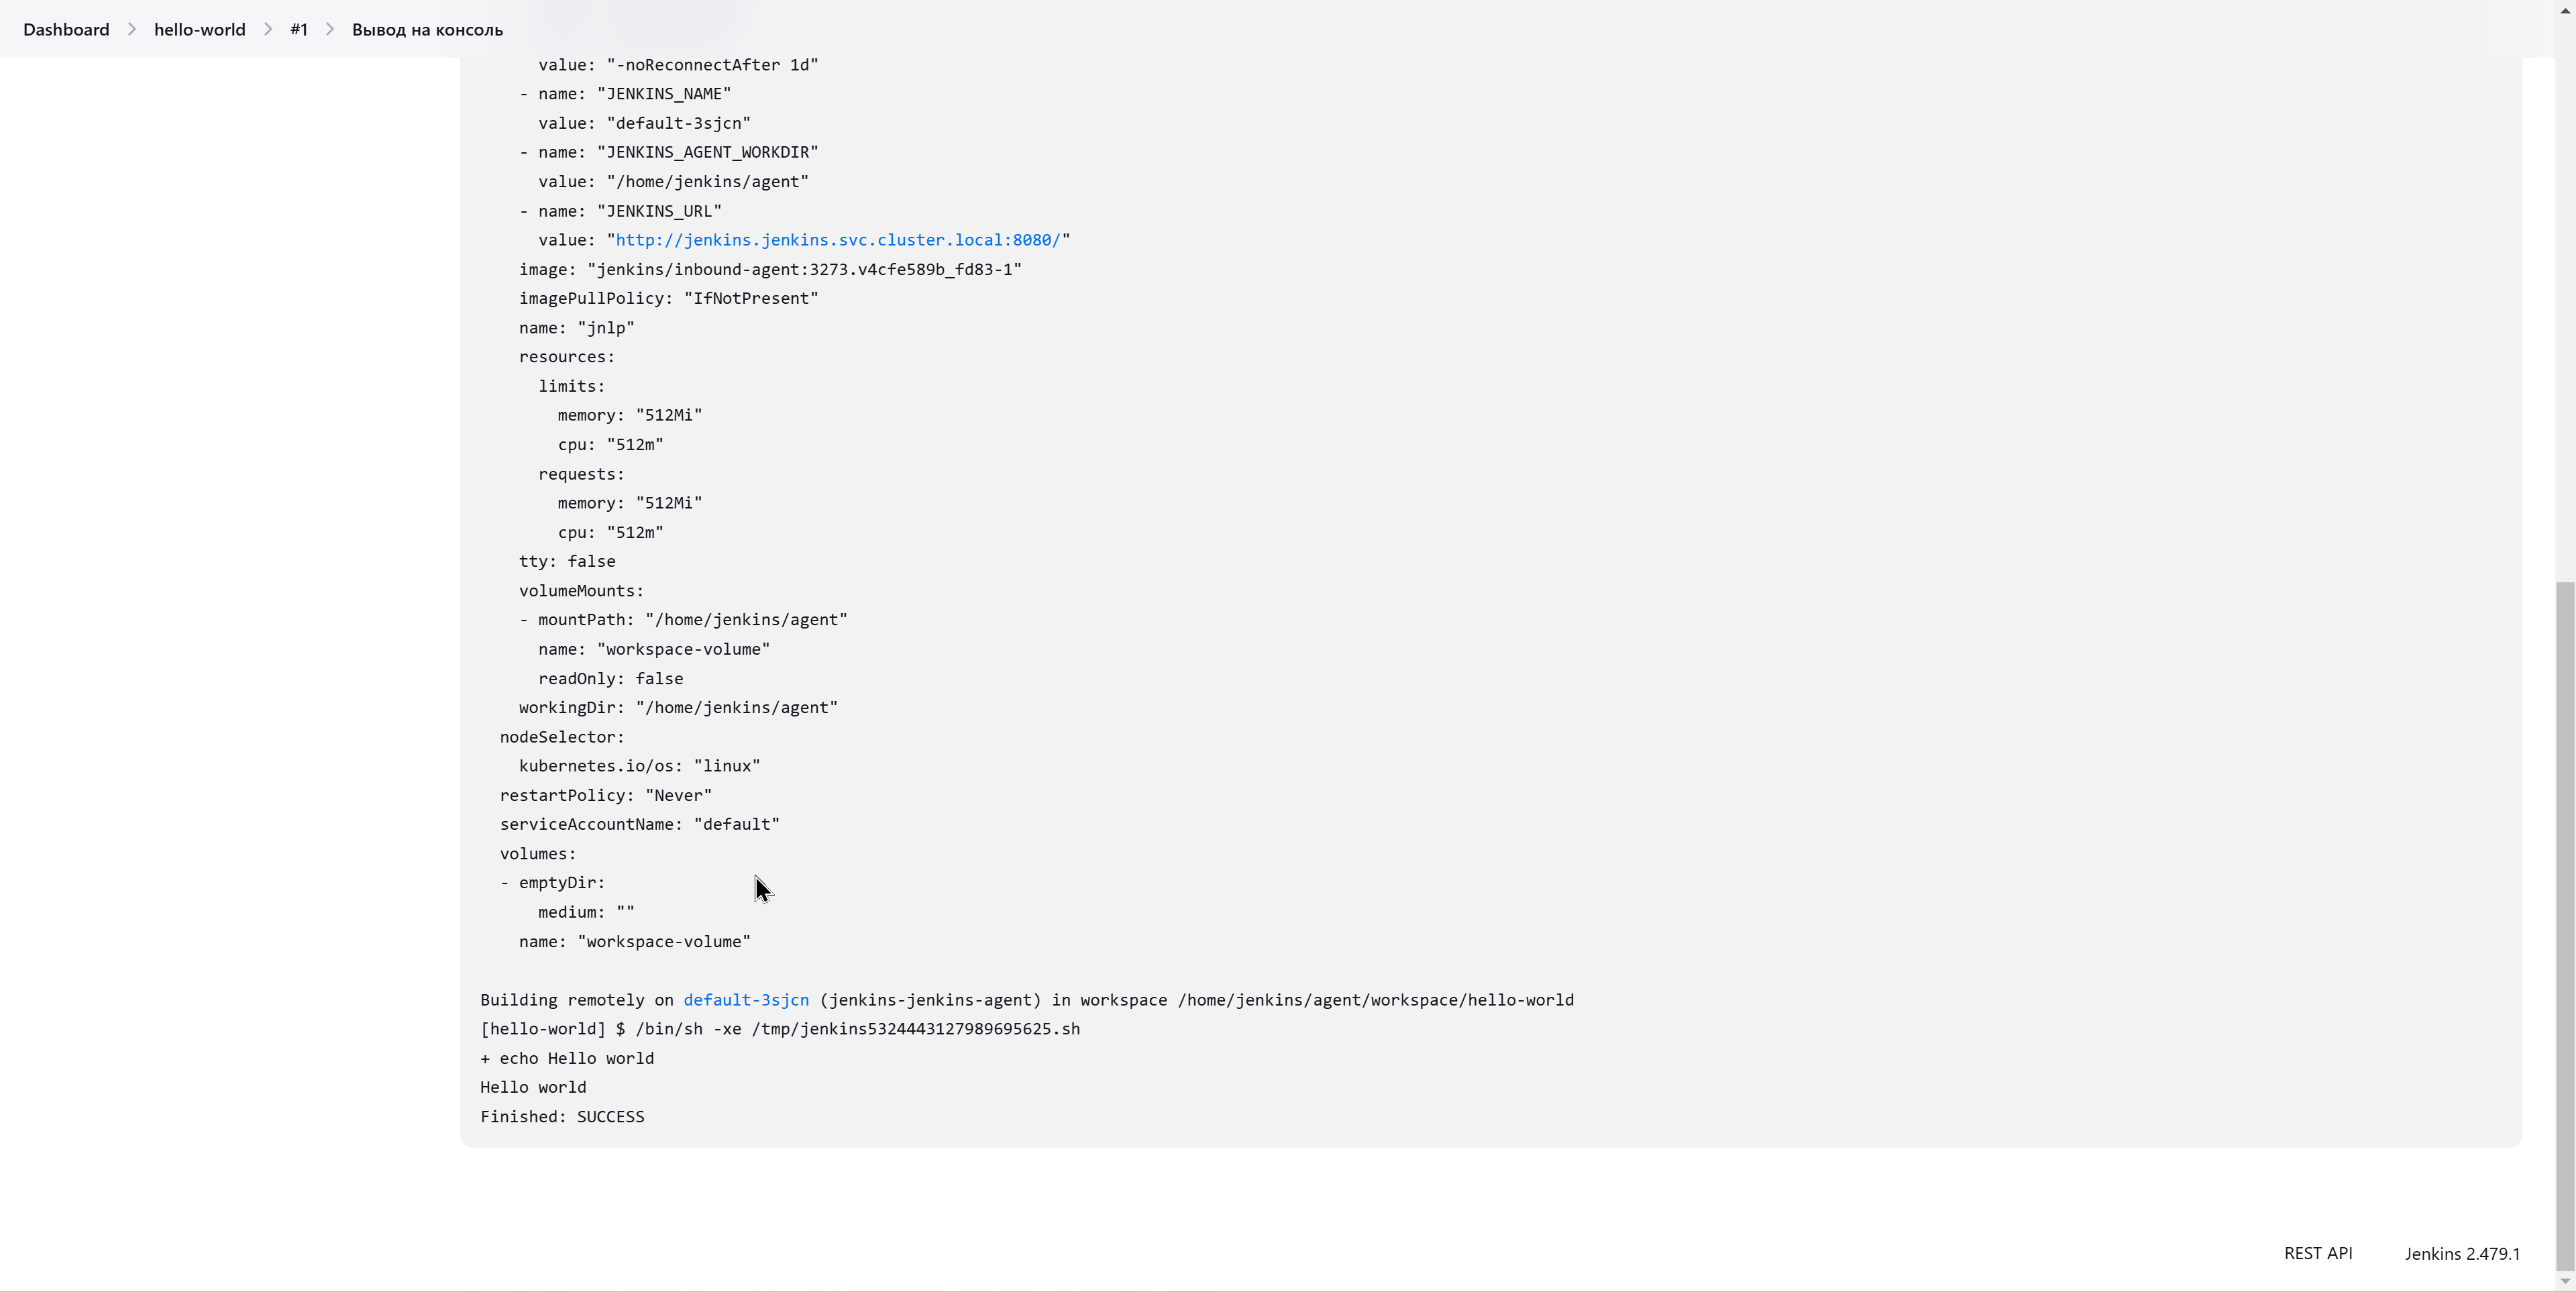 Dashboard > hello-world > #1 > Вывод на консоль
value: "-noReconnectAfter 1d"
- name: "JENKINS_NAME"
value: "default-3sjcn"
- name: "JENKINS_AGENT_WORKDIR"
value: "/home/jenkins/agent"
- name: "JENKINS_URL"
value: "http://jenkins.jenkins.svc.cluster.local:8080/"
image: "jenkins/inbound-agent:3273.v4cfe589b_fd83-1"
imagePullPolicy: "IfNotPresent"
name: "jnlp"
resources:
limits:
memory: "512Mi"
cpu: "512m"
requests:
memory: "512Mi"
cpu: "512m"
tty: false
volumeMounts:
- mountPath: "/home/jenkins/agent"
name: "workspace-volume"
readOnly: false
workingDir: "/home/jenkins/agent"
nodeSelector:
kubernetes.io/os: "linux"
restartPolicy: "Never"
serviceAccountName: "default"
volumes:
- emptyDir:
medium: ""
name: "workspace-volume"
Building remotely on default-3sjcn (jenkins-jenkins-agent) in workspace /home/jenkins/agent/workspace/hello-world
[hello-world] $ /bin/sh -xe /tmp/jenkins5324443127989695625.sh
+ echo Hello world
Hello world
Finished: SUCCESS
REST API Jenkins 2.479.1